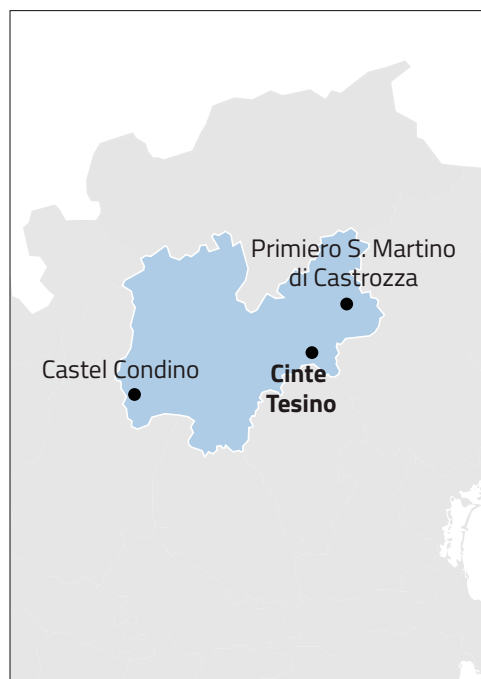 Primiero S. Martino
di Castrozza
Castel Condino
Cinte
Tesino